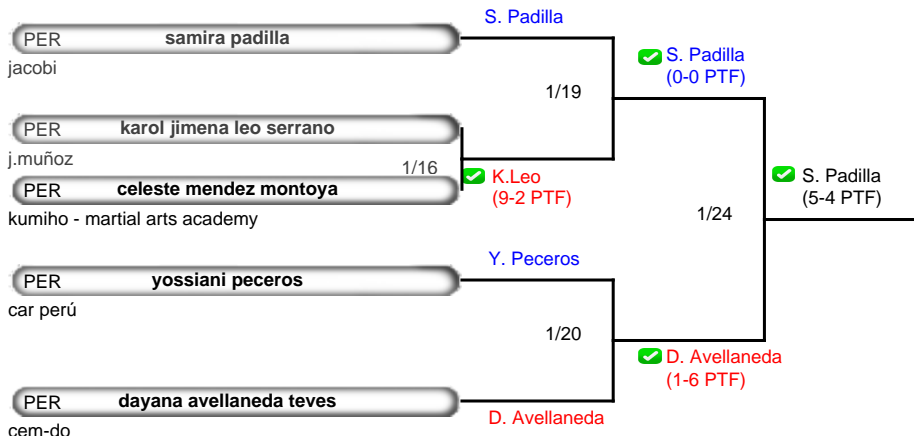 S. Padilla
PER samira padilla
jacobi
S. Padilla
(0-0 PTF)
1/19
PER karol jimena leo serrano
j.muñoz
1/16
K.Leo
(9-2 PTF)
PER celeste mendez montoya
kumiho - martial arts academy
S. Padilla
(5-4 PTF)
1/24
Y. Peceros
PER yossiani peceros
car perú
1/20
D. Avellaneda
(1-6 PTF)
PER dayana avellaneda teves
D. Avellaneda
cem-do